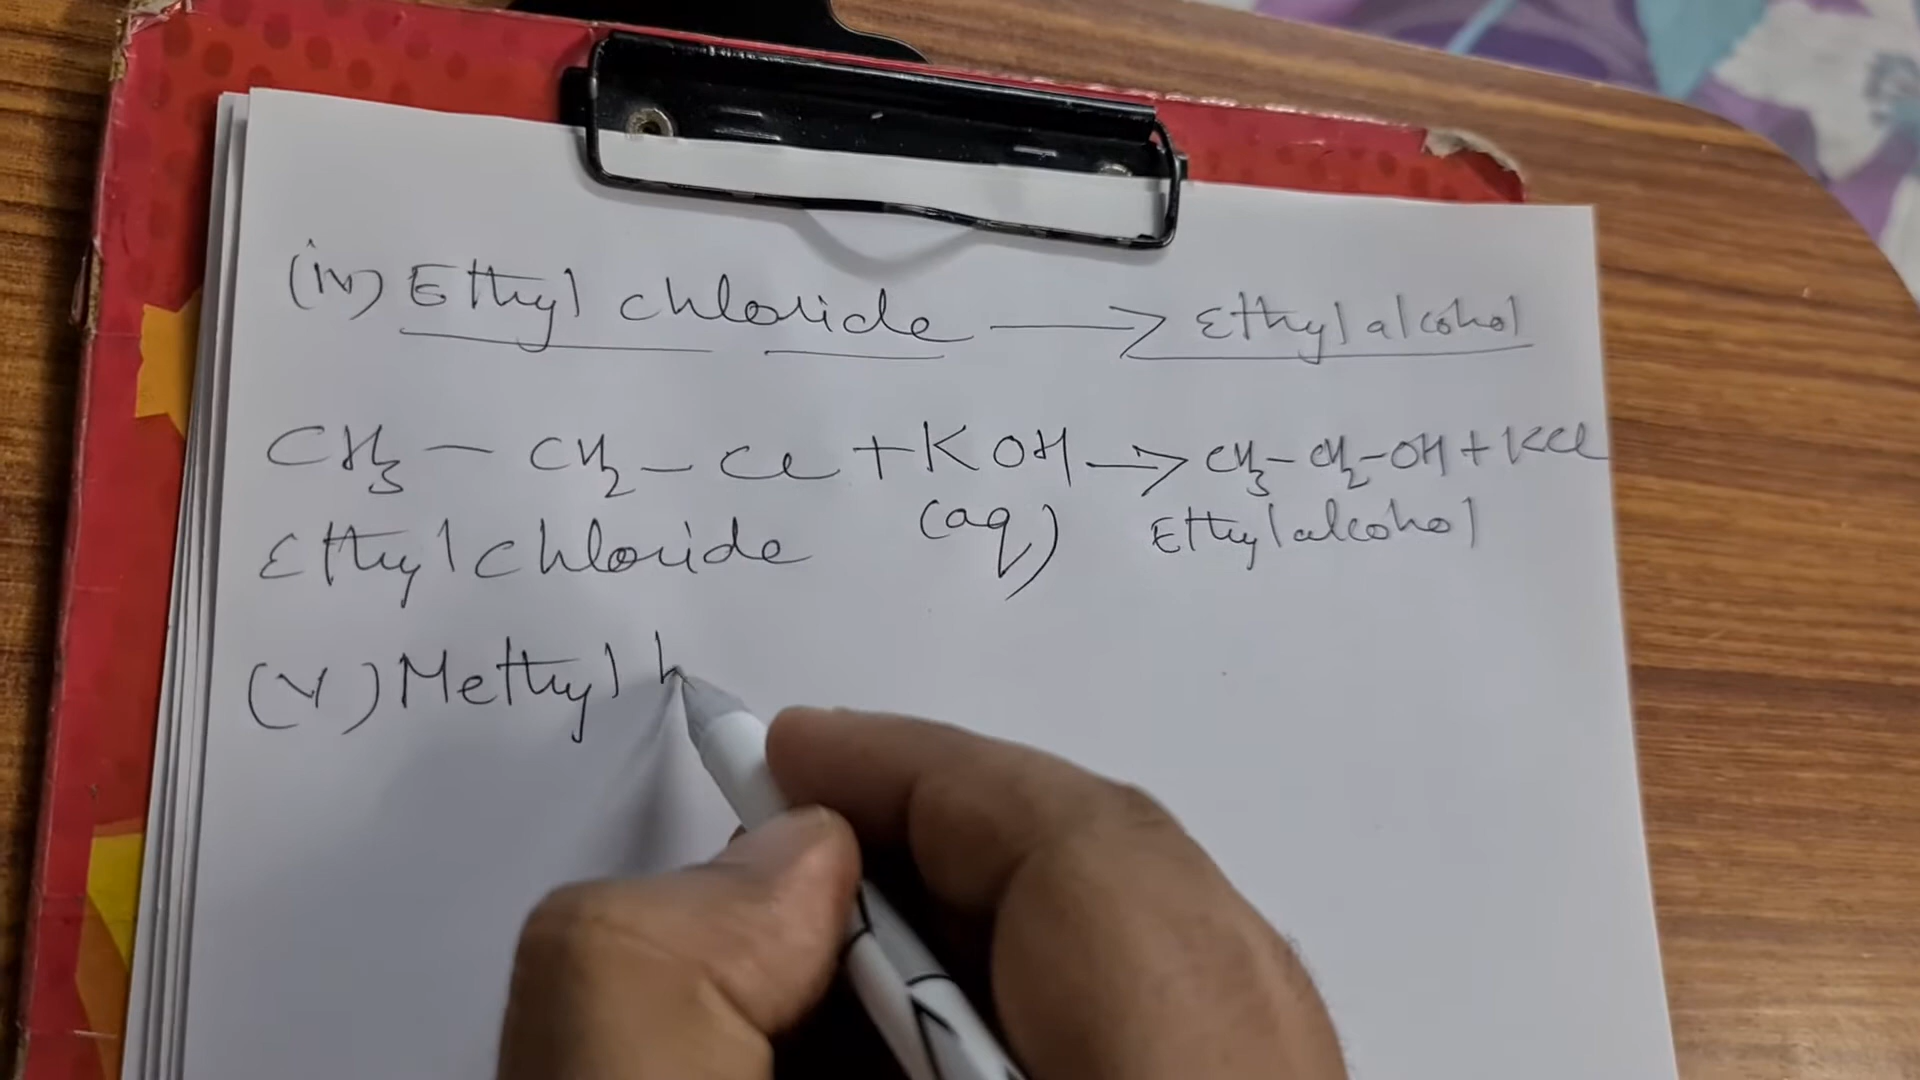 (iv) Ethyl chloride → Ethyl alcohol
CH₃ — CH₂ — Cl + KOH → CH₃ – CH₂ – OH + KCl
Ethyl chloride (aq) Ethyl alcohol
(V) Methyl